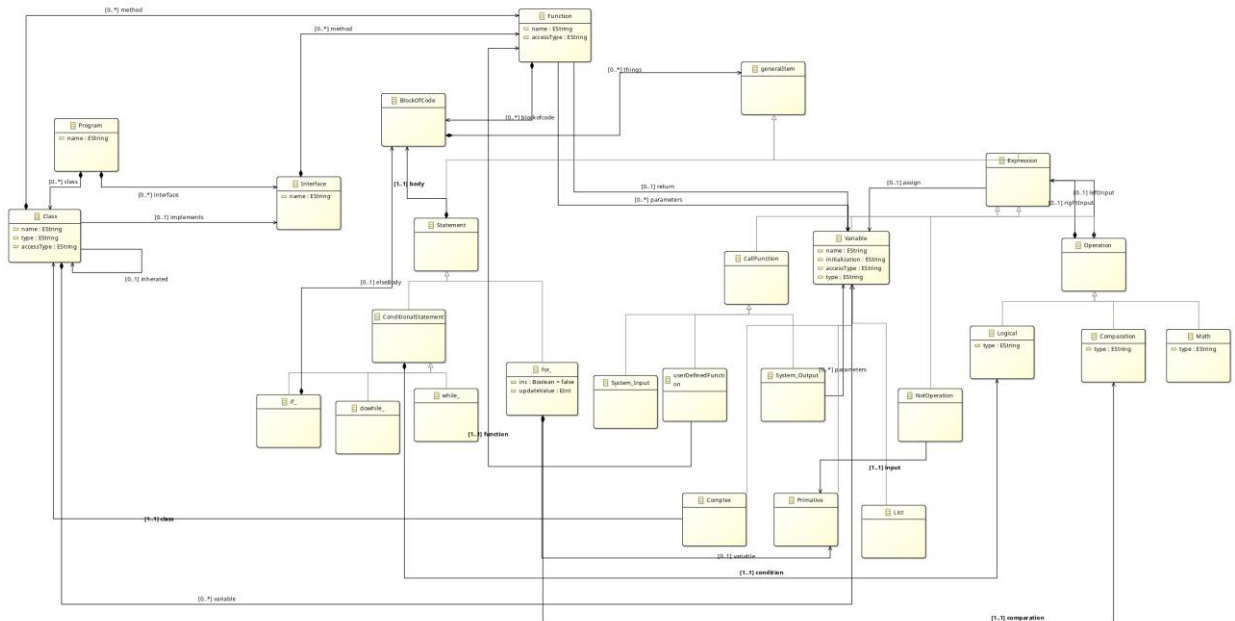 [0..*] method
Function
name : EString
accessType : EString
[0..*] method
[0..*] things
generalItem
BlockOfCode
[0..*] blockofcode
Program
name : EString
[0..*] class
[0..*] interface
Interface
name : EString
[1..1] body
[0..1] return
[0..*] parameters
Expression
[0..1] assign
[0..1] leftInput
[0..1] rightInput
Class
name : EString
type : EString
accessType : EString
[0..1] implements
[0..1] inherated
Statement
Variable
name : EString
initialization : EString
accessType : EString
type : EString
Operation
CallFunction
[0..1] elseBody
ConditionalStatement
for_
inc : Boolean = false
updateValue : EInt
System_Input
userDefinedFuncti
on
System_Output
[0..*] parameters
Logical
type : EString
Comparation
type : EString
Math
type : EString
if_
dowhile_
while_
NotOperation
[1..1] function
[1..1] input
Complex
Primative
List
[1..1] class
[0..1] variable
[1..1] condition
[0..*] variable
[1..1] comparation